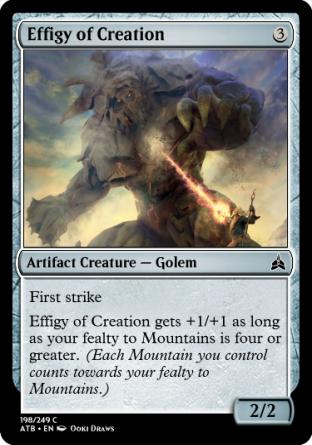 Effigy of Creation 3
Artifact Creature — Golem
First strike
Effigy of Creation gets +1/+1 as long
as your fealty to Mountains is four or
greater. (Each Mountain you control
counts towards your fealty to
Mountains.)
2/2
198/249 C
ATB • EN Ooki Draws